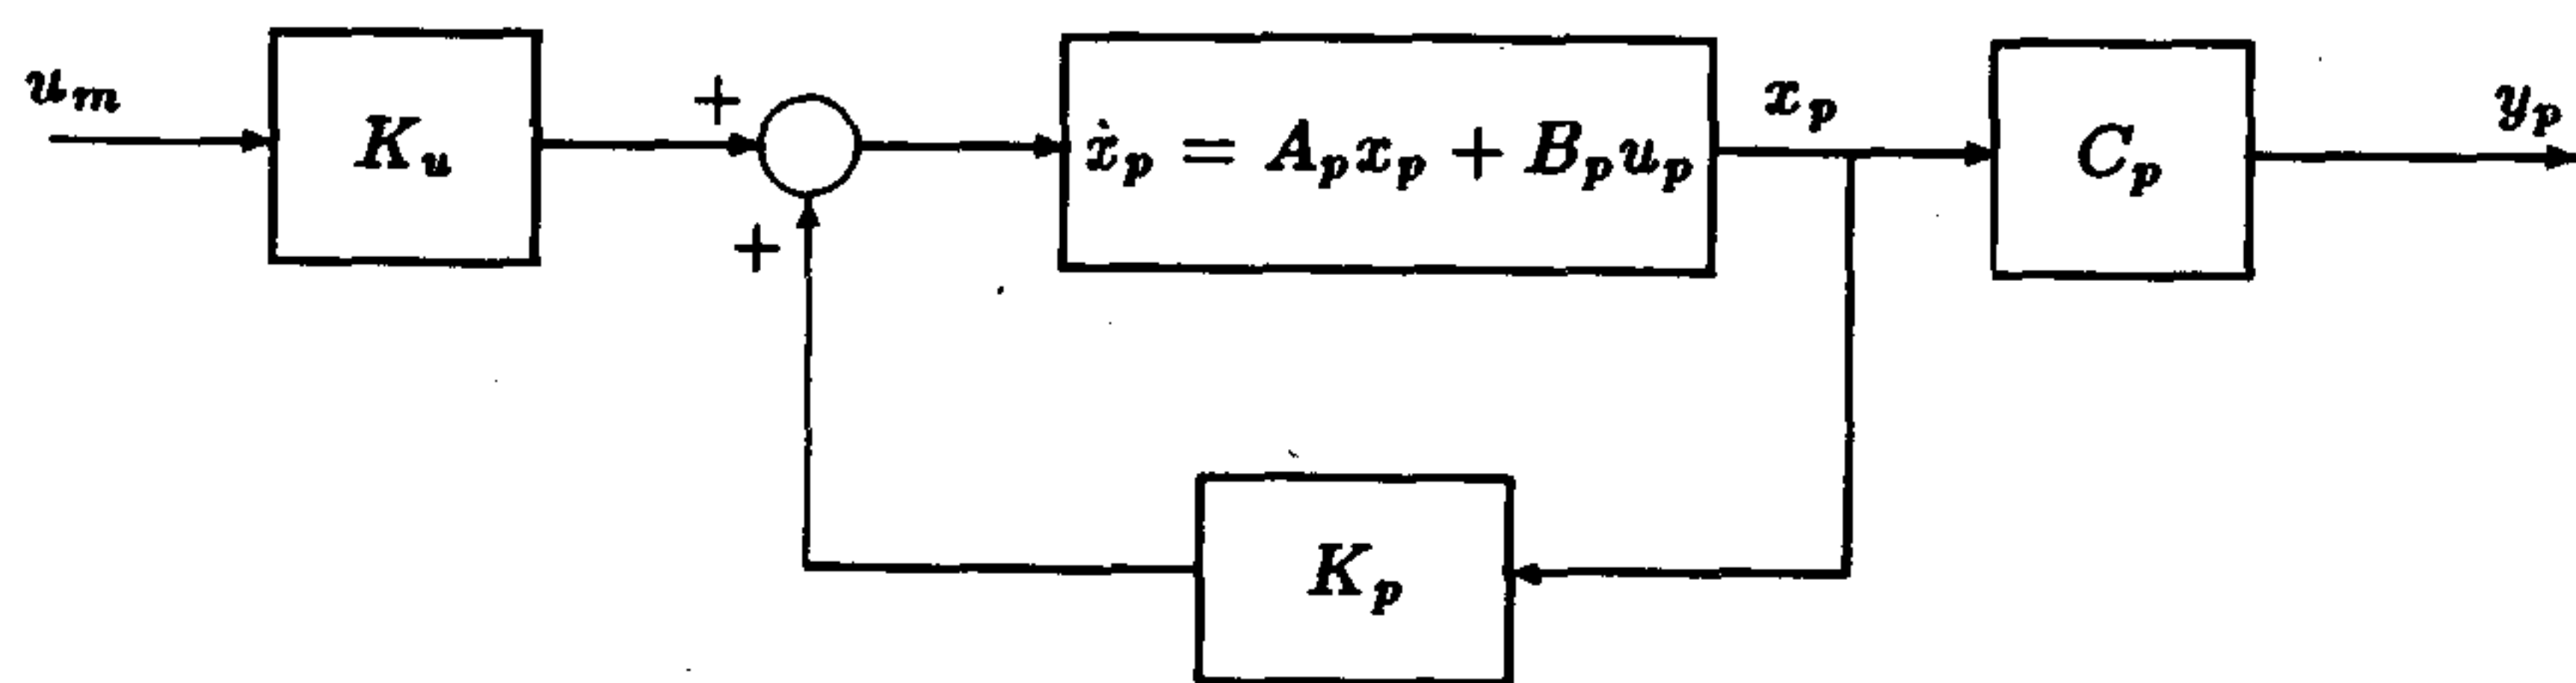 u_m
K_u
+
+
ẋ_p = A_p x_p + B_p u_p
x_p
C_p
y_p
K_p